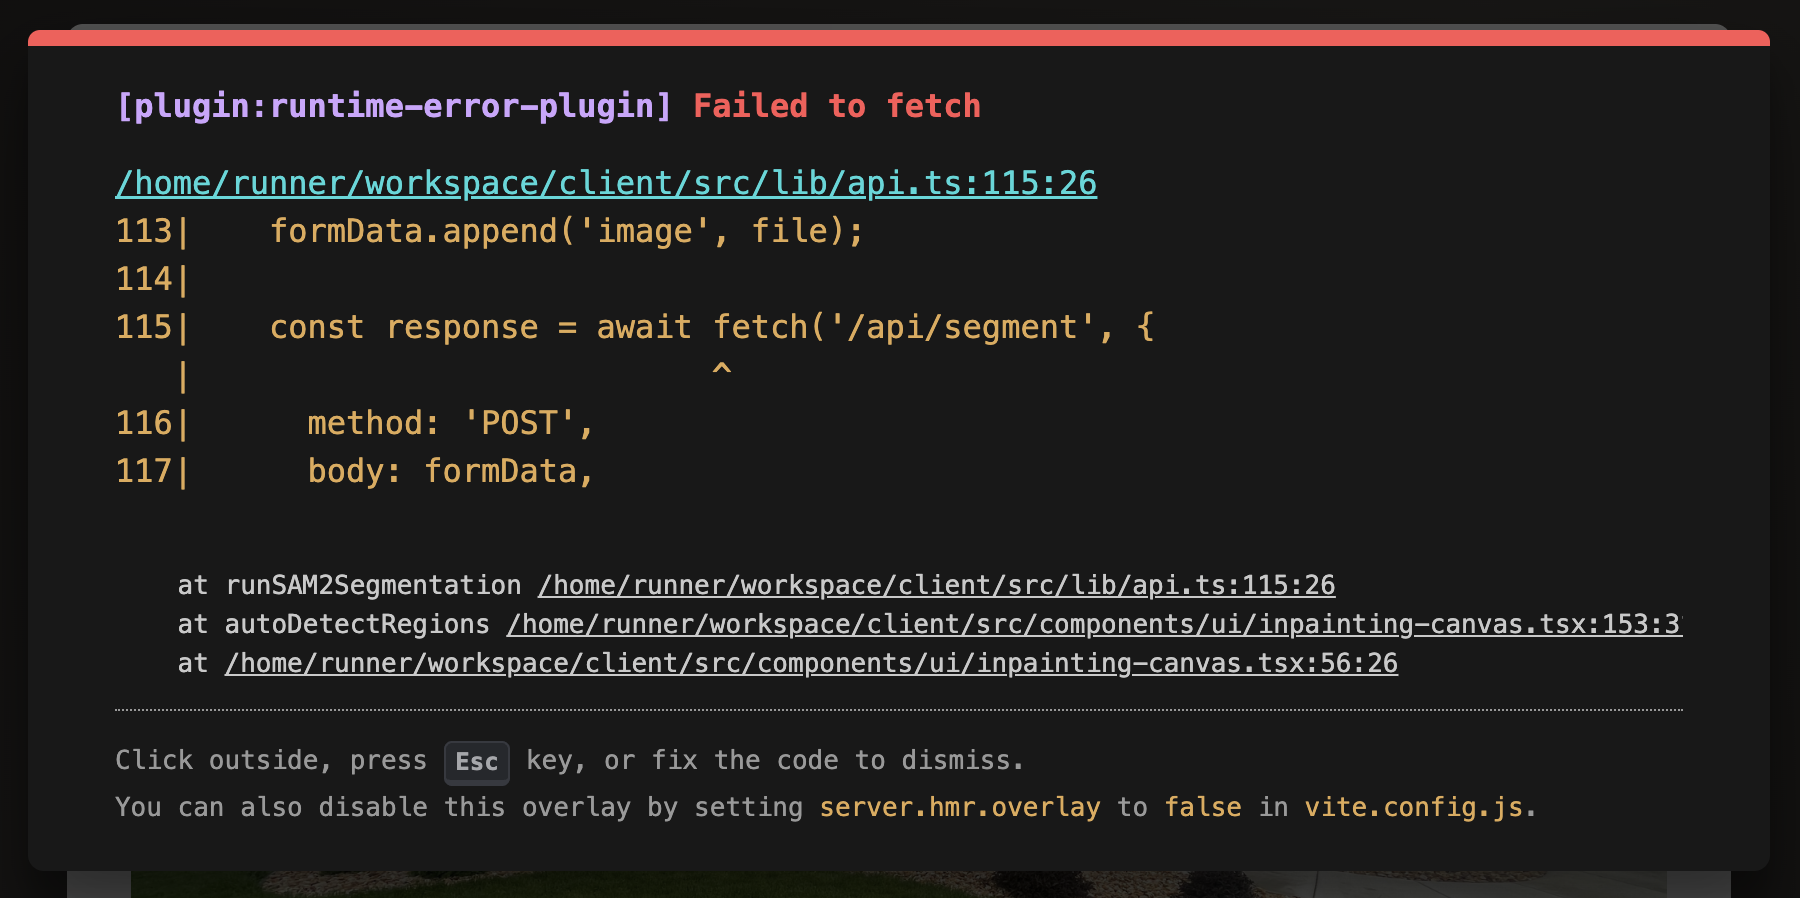 [plugin:runtime-error-plugin] Failed to fetch
/home/runner/workspace/client/src/lib/api.ts:115:26
113|    formData.append('image', file);
114|
115|    const response = await fetch('/api/segment', {
   |                           ^
116|      method: 'POST',
117|      body: formData,
at runSAM2Segmentation /home/runner/workspace/client/src/lib/api.ts:115:26
at autoDetectRegions /home/runner/workspace/client/src/components/ui/inpainting-canvas.tsx:153:3
at /home/runner/workspace/client/src/components/ui/inpainting-canvas.tsx:56:26
Click outside, press Esc key, or fix the code to dismiss.
You can also disable this overlay by setting server.hmr.overlay to false in vite.config.js.